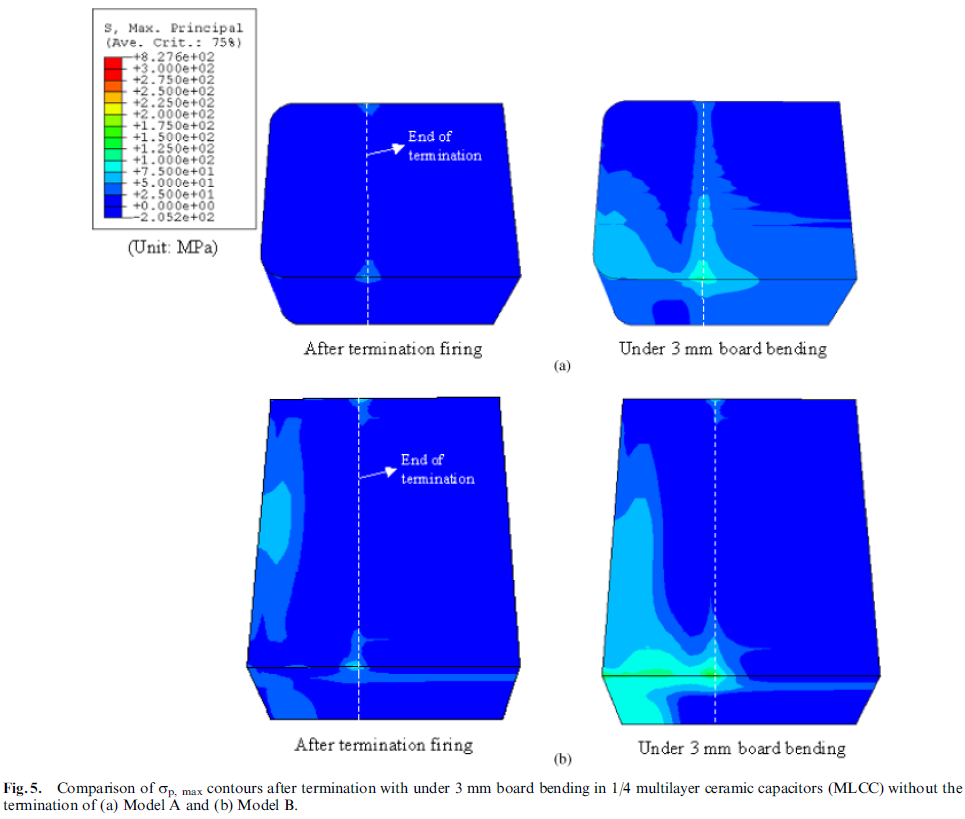 S, Max. Principal
(Ave. Crit.: 75%)
+8.276e+02
+3.000e+02
+2.750e+02
+2.500e+02
+2.250e+02
+2.000e+02
+1.750e+02
+1.500e+02
+1.250e+02
+1.000e+02
+7.500e+01
+5.000e+01
+2.500e+01
+0.000e+00
-2.052e+02
(Unit: MPa)
End of
termination
After termination firing
Under 3 mm board bending
(a)
End of
termination
After termination firing
Under 3 mm board bending
(b)
Fig. 5. Comparison of σp, max contours after termination with under 3 mm board bending in 1/4 multilayer ceramic capacitors (MLCC) without the
termination of (a) Model A and (b) Model B.